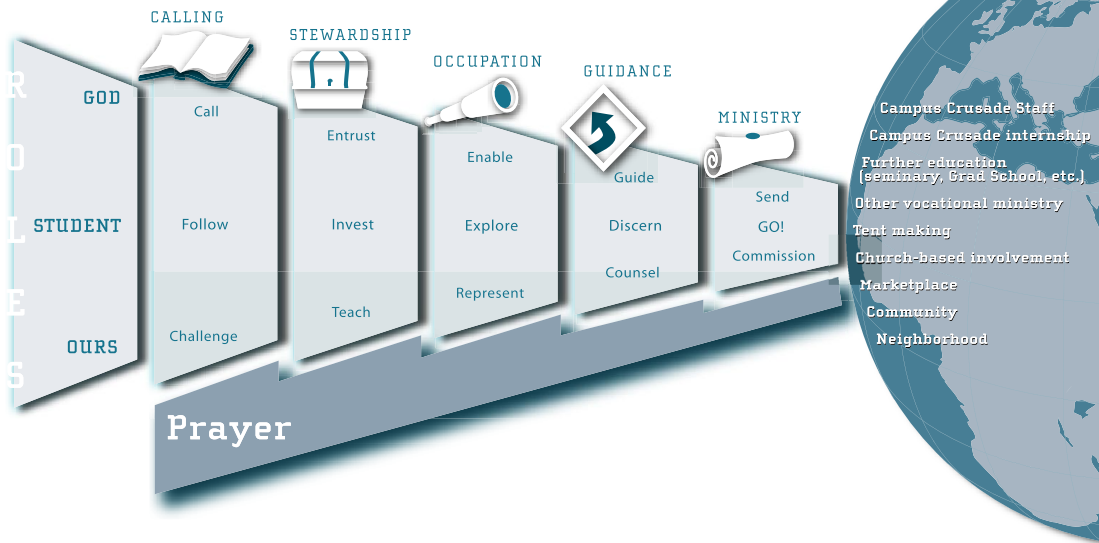 CALLING
STEWARDSHIP
OCCUPATION
GUIDANCE
MINISTRY
ROLES
GOD
STUDENT
OURS
Call
Follow
Challenge
Entrust
Invest
Teach
Enable
Explore
Represent
Guide
Discern
Counsel
Send
GO!
Commission
Campus Crusade Staff
Campus Crusade internship
Further education
(seminary, Grad School, etc.)
Other vocational ministry
Tent making
Church-based involvement
Marketplace
Community
Neighborhood
Prayer